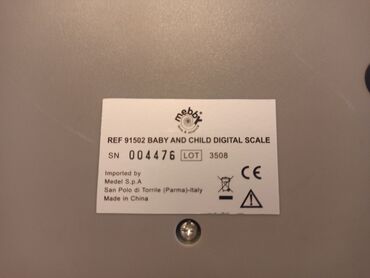 mebby
REF 91502 BABY AND CHILD DIGITAL SCALE
SN 004476 LOT 3508
Imported by
Medel S.p.A
San Polo di Torrile (Parma)-Italy
Made in China
CE